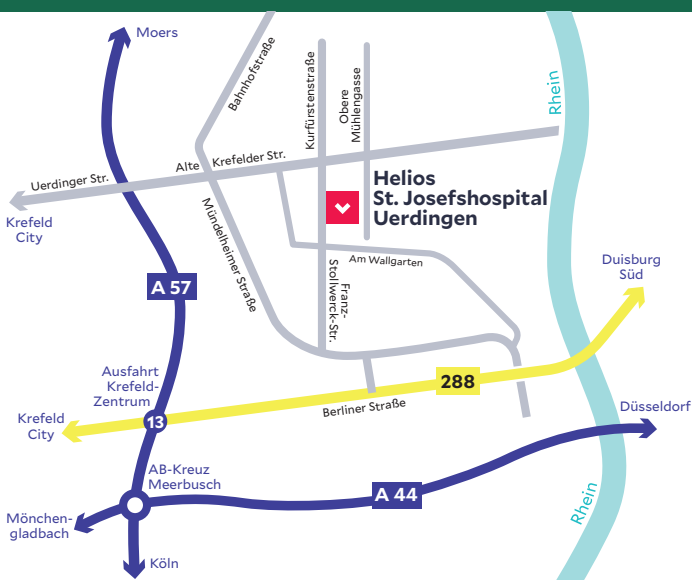 Moers
Bahnhofstraße
Kurfürstenstraße
Obere
Mühlengasse
Rhein
Alte Krefelder Str.
Uerdinger Str.
Krefeld
City
Helios
St. Josefshospital
Uerdingen
Mündelheimer Straße
Am Wallgarten
Franz-
Stollwerck-Str.
Duisburg
Süd
A 57
Ausfahrt
Krefeld-
Zentrum
288
Krefeld
City
13
Berliner Straße
Düsseldorf
AB-Kreuz
Meerbusch
A 44
Mönchen-
gladbach
Rhein
Köln